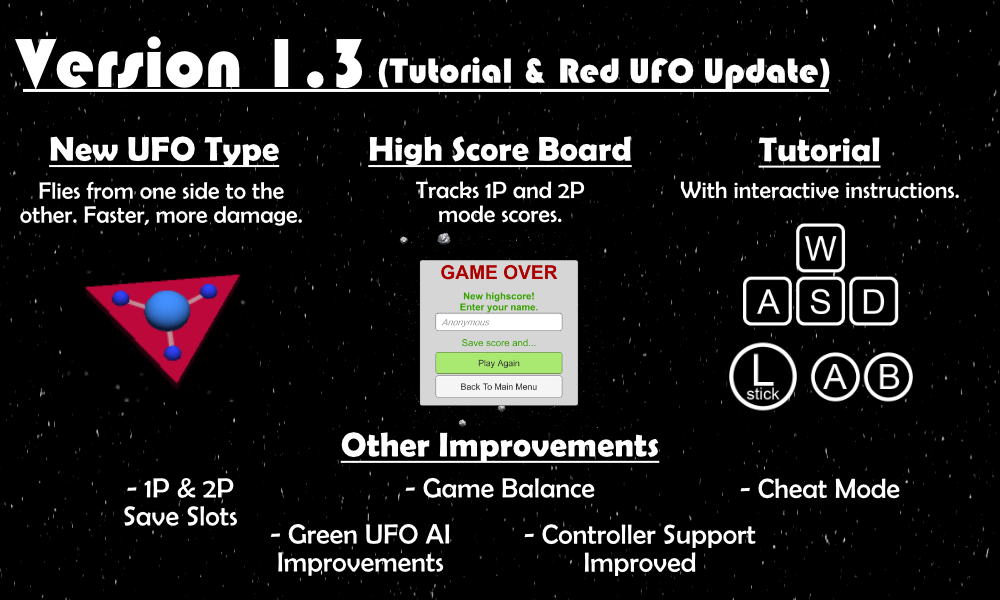 Version 1.3 (Tutorial & Red UFO Update)
New UFO Type
Flies from one side to the
other. Faster, more damage.
High Score Board
Tracks 1P and 2P
mode scores.
GAME OVER
New highscore!
Enter your name.
Anonymous
Save score and...
Play Again
Back To Main Menu
Tutorial
With interactive instructions.
W
A S D
L
stick
A B
Other Improvements
- 1P & 2P
Save Slots
- Game Balance
- Cheat Mode
- Green UFO AI
Improvements
- Controller Support
Improved